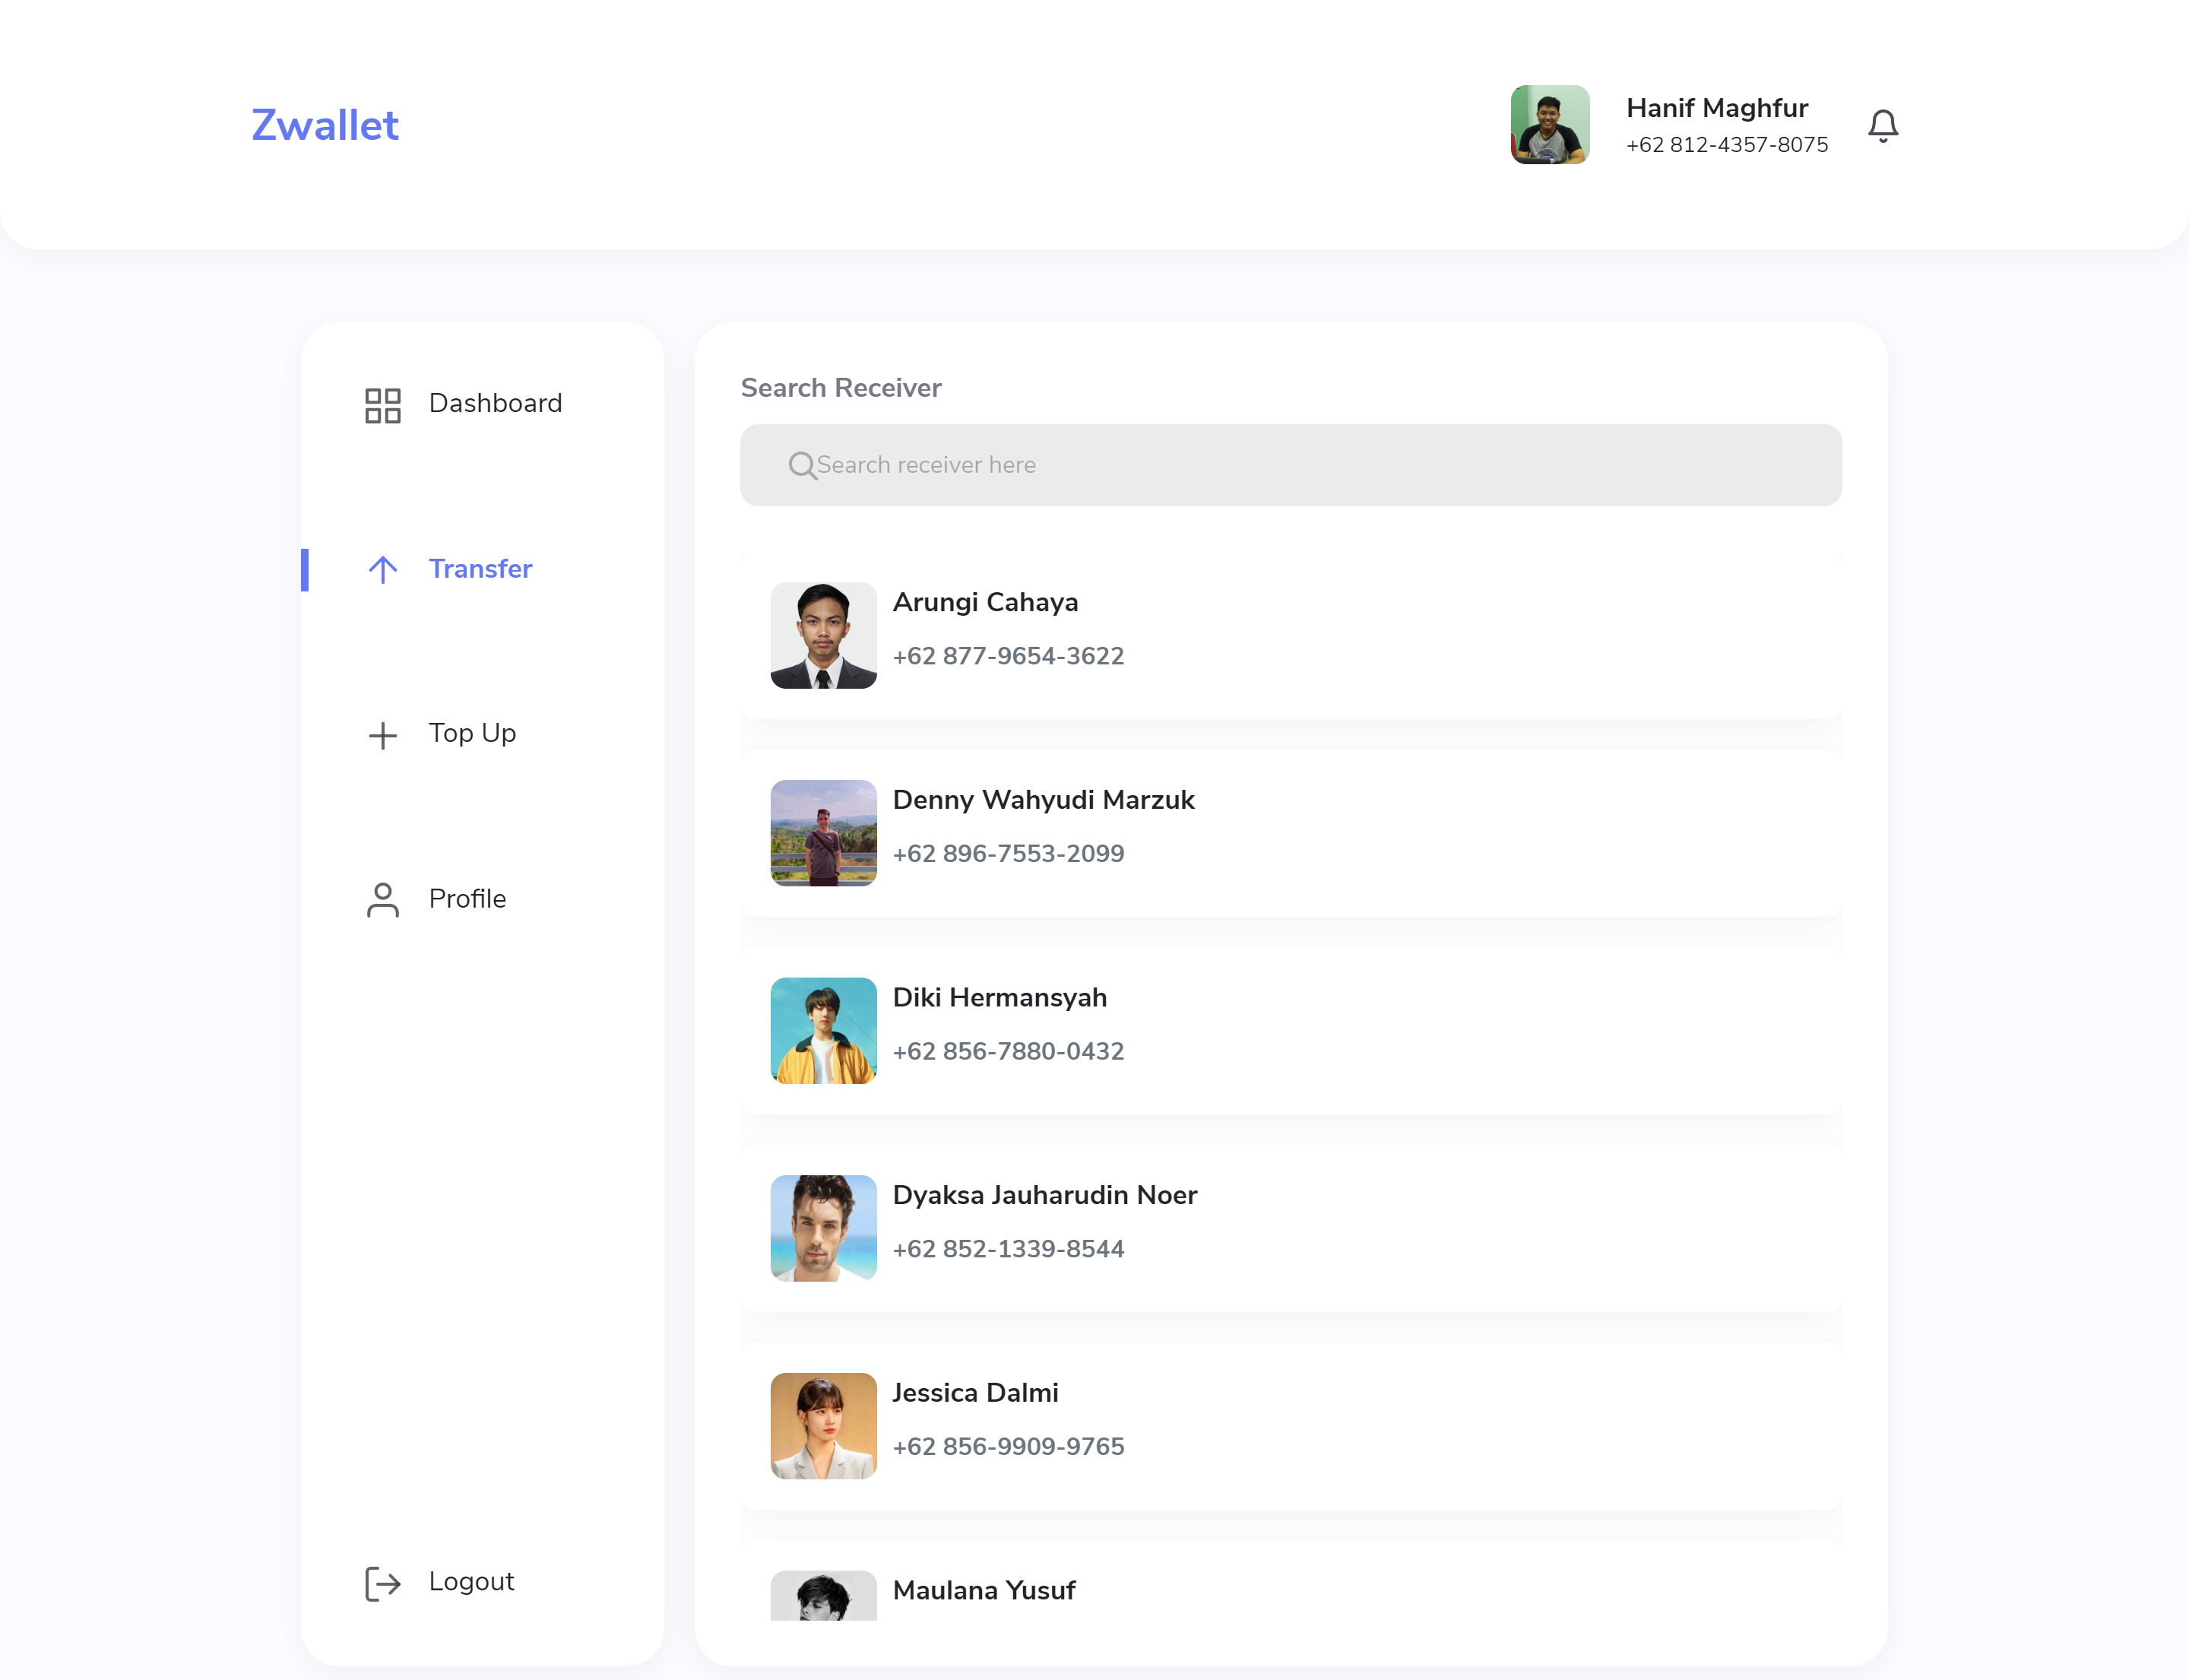 Zwallet
Hanif Maghfur
+62 812-4357-8075
Dashboard
Transfer
Top Up
Profile
Logout
Search Receiver
Search receiver here
Arungi Cahaya
+62 877-9654-3622
Denny Wahyudi Marzuk
+62 896-7553-2099
Diki Hermansyah
+62 856-7880-0432
Dyaksa Jauharudin Noer
+62 852-1339-8544
Jessica Dalmi
+62 856-9909-9765
Maulana Yusuf